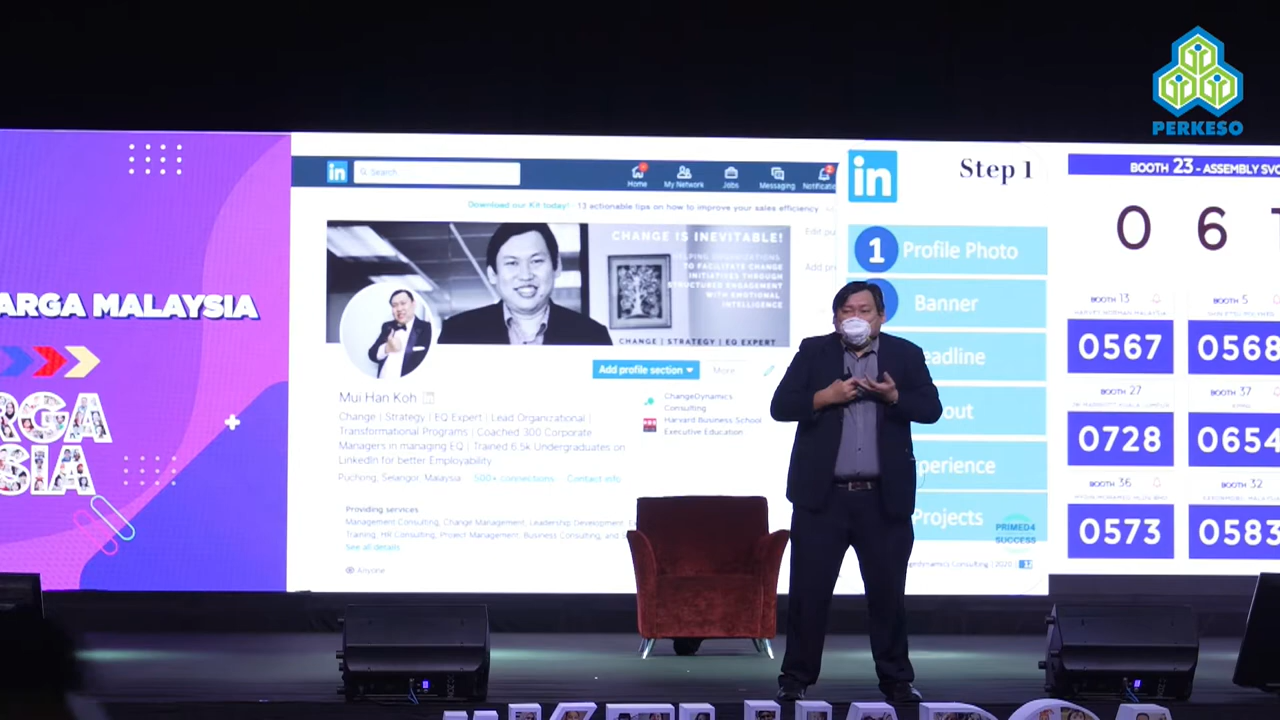 PERKESO
ARGA MALAYSIA
RGA
SIA
in
Search
Home
My Network
Jobs
Messaging
Download our Kit today! - 13 actionable tips on how to improve your sales efficiency
Edit pu
CHANGE IS INEVITABLE!
HELPING ORGANIZATIONS
TO FACILITATE CHANGE
INITIATIVES THROUGH
STRUCTURED ENGAGEMENT
WITH EMOTIONAL
INTELLIGENCE
CHANGE | STRATEGY | EQ EXPERT
Add profile section
More...
Mui Han Koh
Change | Strategy | EQ Expert | Lead Organizational |
Transformational Programs | Coached 300 Corporate
Managers in managing EQ | Trained 6.5k Undergraduates on
LinkedIn for better Employability
Puchong, Selangor, Malaysia 500+ connections Contact info
ChangeDynamics
Consulting
Harvard Business School
Executive Education
Providing services
Management Consulting, Change Management, Leadership Development,
Training, HR Consulting, Project Management, Business Consulting, and
See all details
Anyone
in
Step 1
1 Profile Photo
Banner
eadline
out
xperience
Projects
PRIMED4
SUCCESS
BOOTH 23 - ASSEMBLY SVC
0 6 1
BOOTH 13
BOOTH 5
0567
0568
BOOTH 27
BOOTH 37
0728
0654
BOOTH 36
BOOTH 32
0573
0583